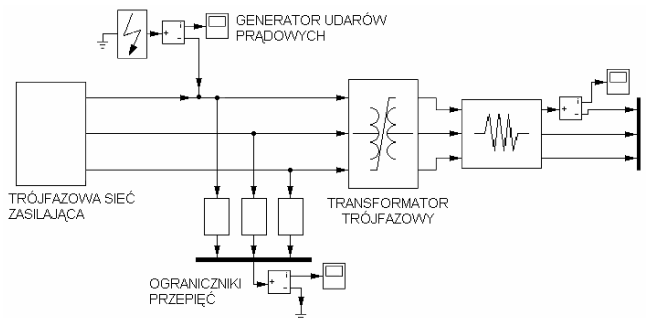 GENERATOR UDARÓW
PRĄDOWYCH
TRÓJFAZOWA SIEĆ
ZASILAJĄCA
TRANSFORMATOR
TRÓJFAZOWY
OGRANICZNIKI
PRZEPIĘĆ